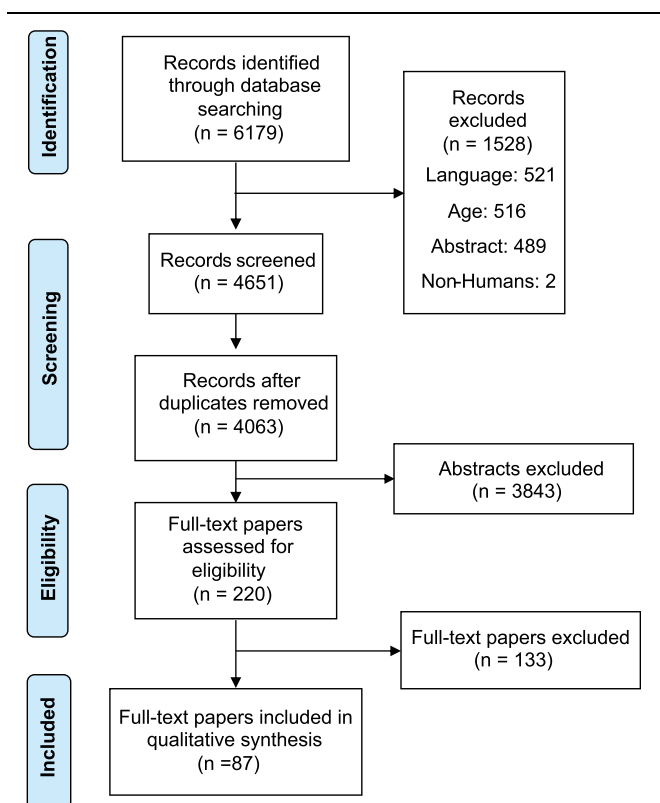 Identification
Records identified
through database
searching
(n = 6179)
Records
excluded
(n = 1528)
Language: 521
Age: 516
Abstract: 489
Non-Humans: 2
Screening
Records screened
(n = 4651)
Records after
duplicates removed
(n = 4063)
Abstracts excluded
(n = 3843)
Eligibility
Full-text papers
assessed for
eligibility
(n = 220)
Full-text papers excluded
(n = 133)
Included
Full-text papers included in
qualitative synthesis
(n =87)